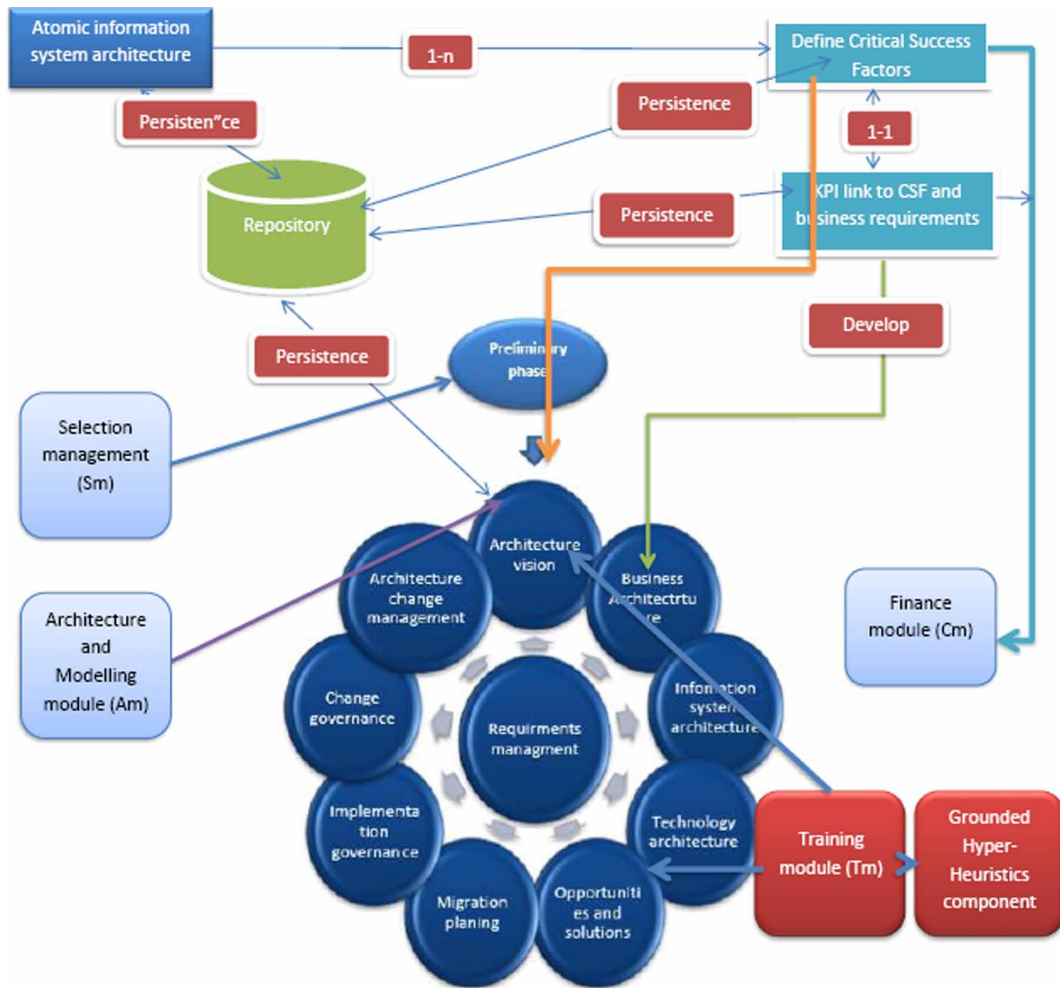 Atomic information
system architecture
1-n
Define Critical Success
Factors
Persistence
Persisten"ce
1-1
Repository
Persistence
KPI link to CSF and
business requirements
Develop
Persistence
Preliminary
phase
Selection
management
(Sm)
Architecture
vision
Architecture
change
management
Business
Architectrtu
re
Architecture
and
Modelling
module (Am)
Finance
module (Cm)
Change
governance
Infomation
system
architecture
Requirments
managment
Implementa
tion
governance
Technology
architecture
Training
module (Tm)
Grounded
Hyper-
Heuristics
component
Migration
planing
Opportuniti
es and
solutions